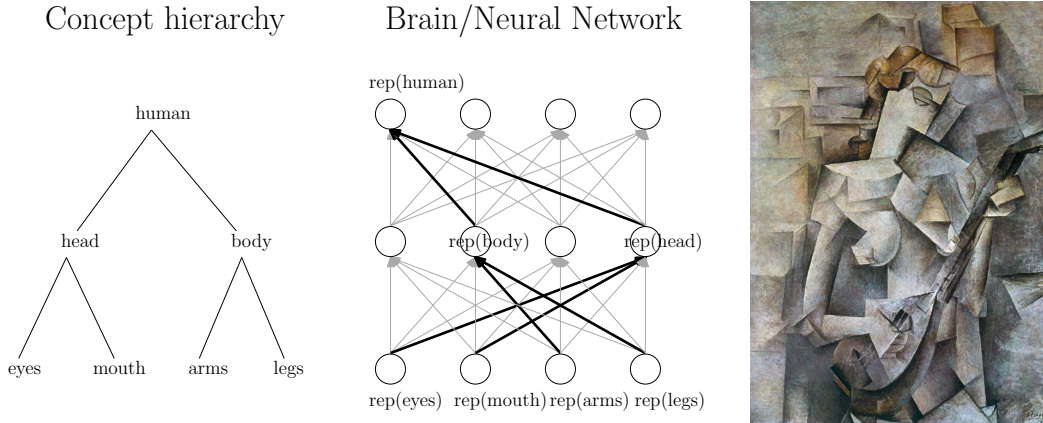 Concept hierarchy
human
head body
eyes mouth arms legs
Brain/Neural Network
rep(human)
rep(body) rep(head)
rep(eyes) rep(mouth) rep(arms) rep(legs)